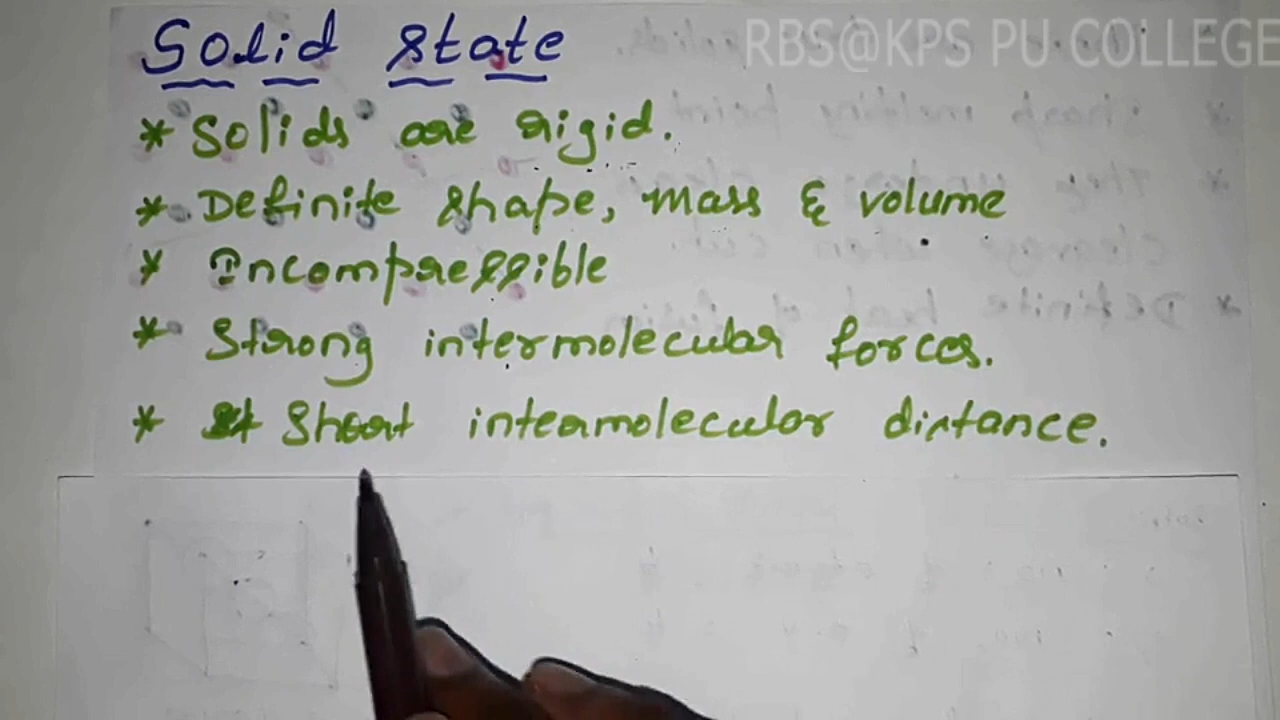 RBS@KPS PU COLLEGE
Solid State
* Solids are rigid.
* Definite shape, mass & volume
* Incompressible
* Strong intermolecular forces.
* Short intermolecular distance.